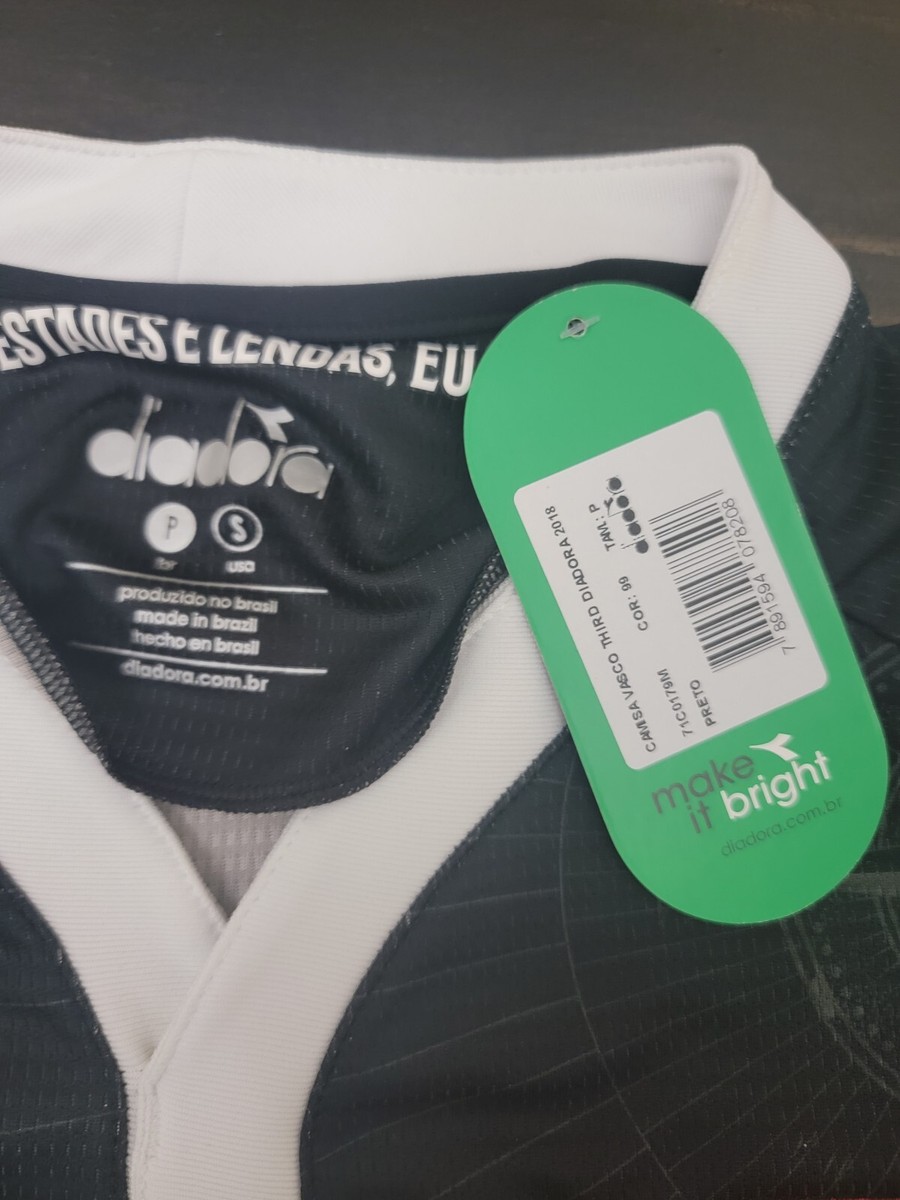 ESTADES E LENDAS, EU
diadora
P S
br usa
produzido no brasil
made in brazil
hecho en brasil
diadora.com.br
CAMISA VASCO THIRD DIADORA 2018
71C0179M COR: 99 TAM.: P
PRETO
diadora
7 891594 078208
make
it bright
diadora.com.br